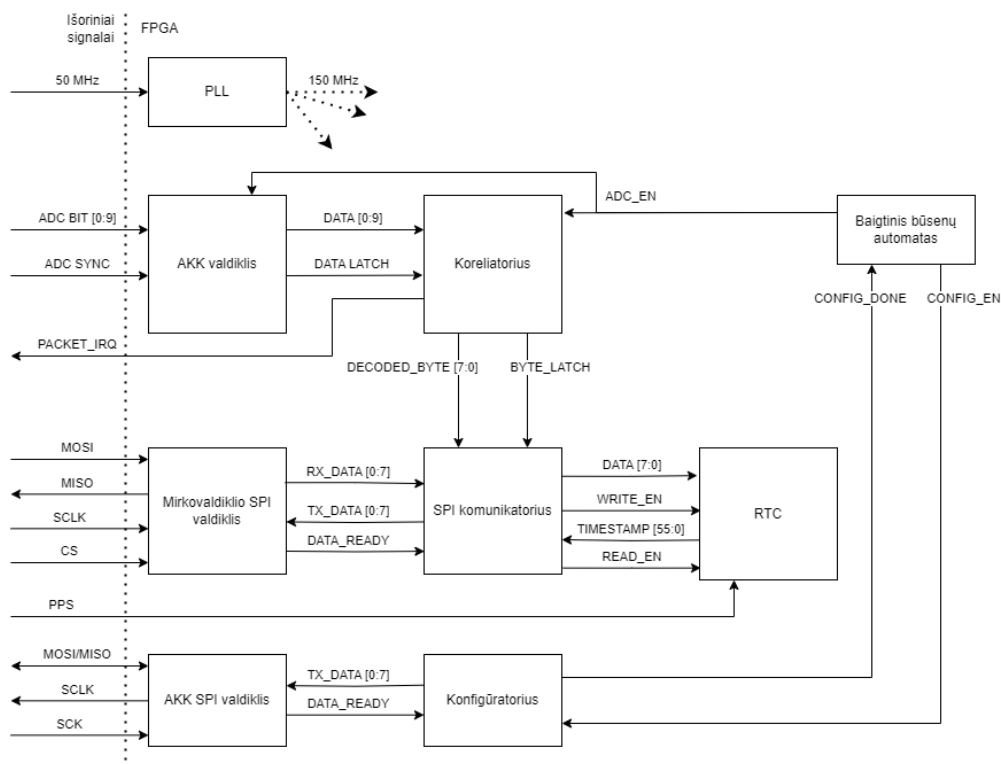 Išoriniai
signalai
FPGA
50 MHz
PLL
150 MHz
ADC_EN
ADC BIT [0:9]
DATA [0:9]
Baigtinis būsenų
automatas
ADC SYNC
AKK valdiklis
DATA LATCH
Koreliatorius
CONFIG_DONE
CONFIG_EN
PACKET_IRQ
DECODED_BYTE [7:0]
BYTE_LATCH
MOSI
RX_DATA [0:7]
DATA [7:0]
MISO
Mirkovaldiklio SPI
valdiklis
TX_DATA [0:7]
SPI komunikatorius
WRITE_EN
RTC
SCLK
TIMESTAMP [55:0]
DATA_READY
CS
READ_EN
PPS
MOSI/MISO
TX_DATA [0:7]
SCLK
AKK SPI valdiklis
Konfigūratorius
DATA_READY
SCK